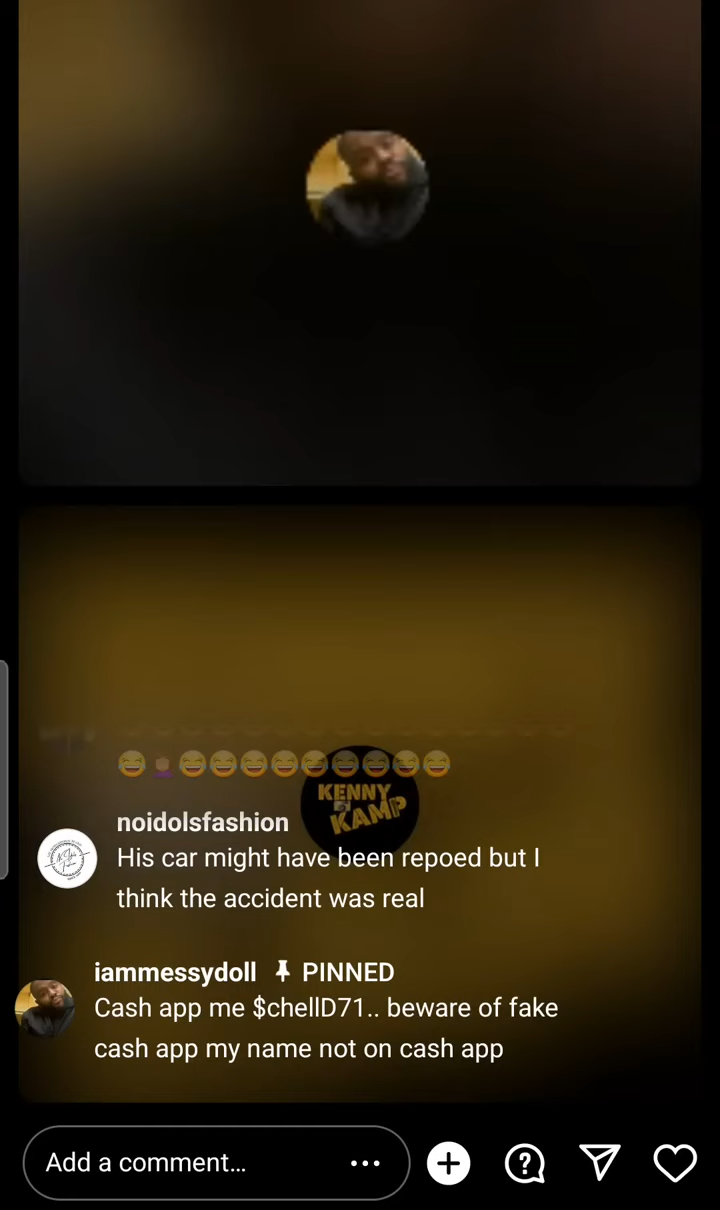 😂💇🏼‍♀️😂😂😂😂😂😂😂😂😂
KENNY
KAMP
noidolsfashion
His car might have been repoed but I
think the accident was real
iammessydoll PINNED
Cash app me $chellD71.. beware of fake
cash app my name not on cash app
Add a comment...